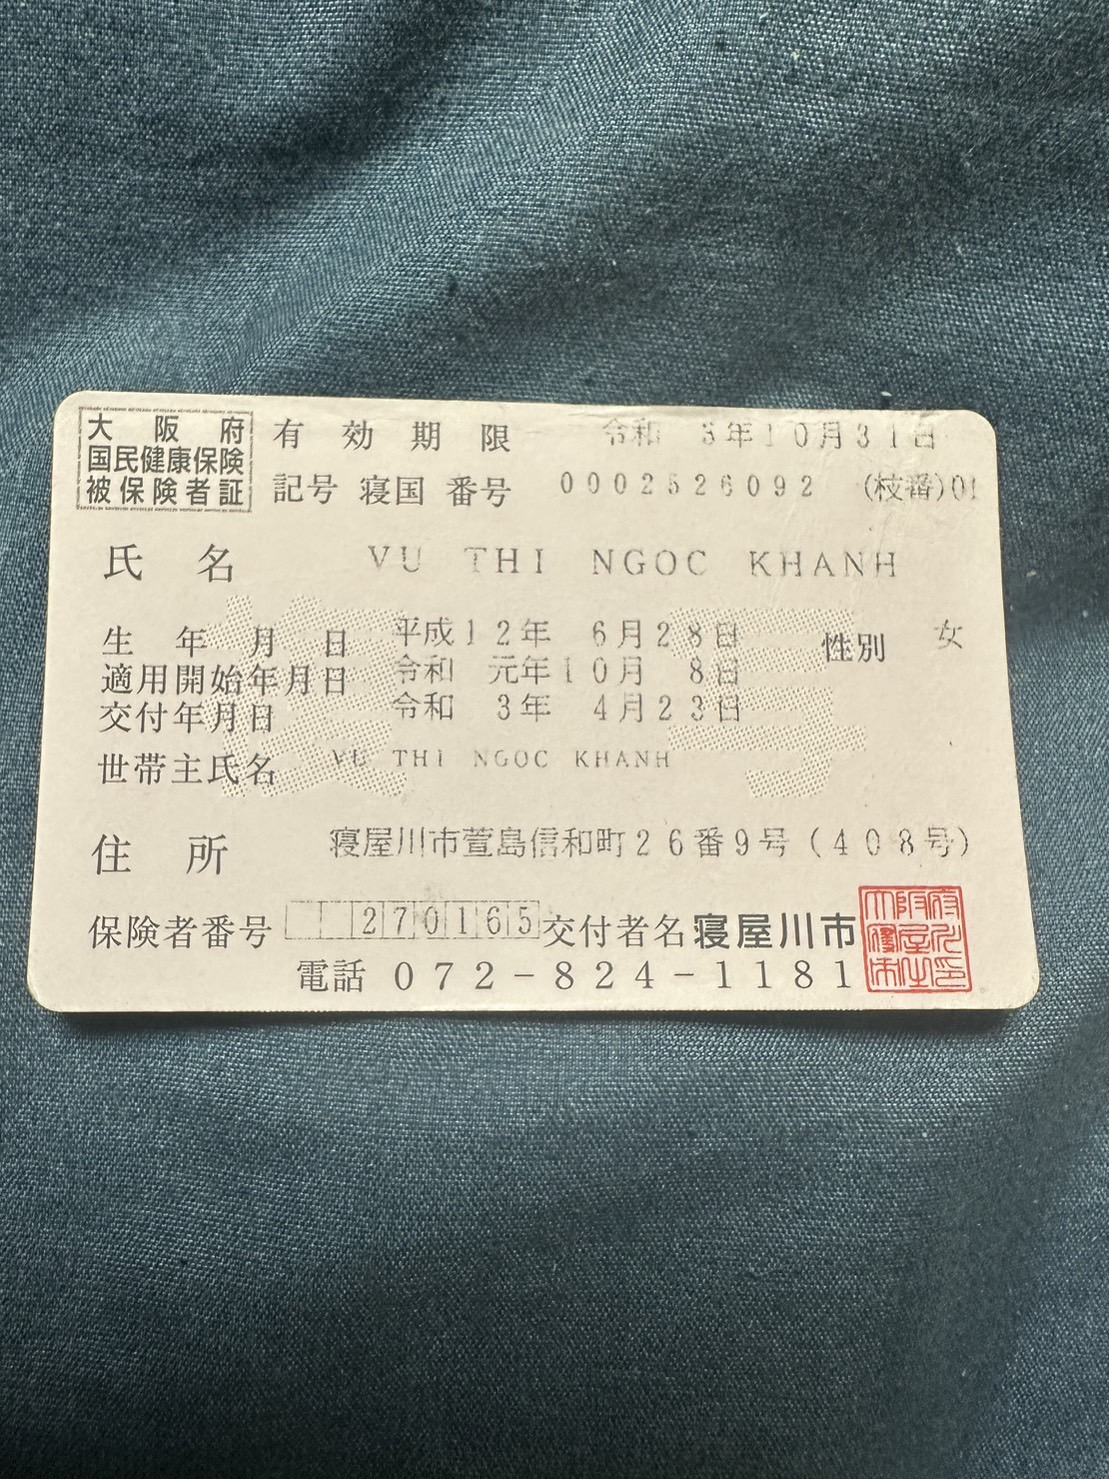 大阪府
国民健康保険
被保険者証
有効期限 令和 3年10月31日
記号 寝国 番号 0002526092 (枝番)01
氏名 VU THI NGOC KHANH
生年月日 平成12年 6月28日 性別 女
適用開始年月日 令和 元年10月 8日
交付年月日 令和 3年 4月23日
世帯主氏名 VU THI NGOC KHANH
住所 寝屋川市萱島信和町26番9号(408号)
保険者番号 270165 交付者名 寝屋川市
電話 072-824-1181